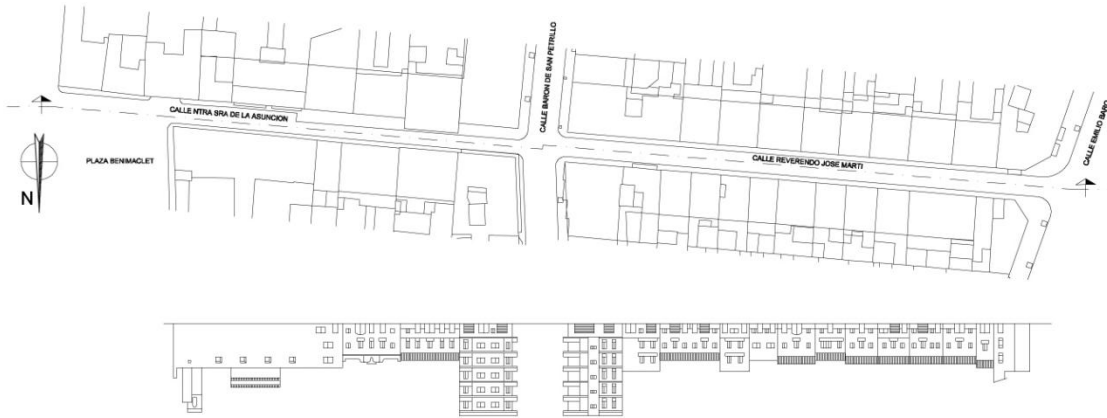 CALLE BARON DE SAN PETRILLO
CALLE NTRA SRA DE LA ASUNCION
CALLE EMILIO BARO
PLAZA BENIMACLET
CALLE REVERENDO JOSE MARTI
N